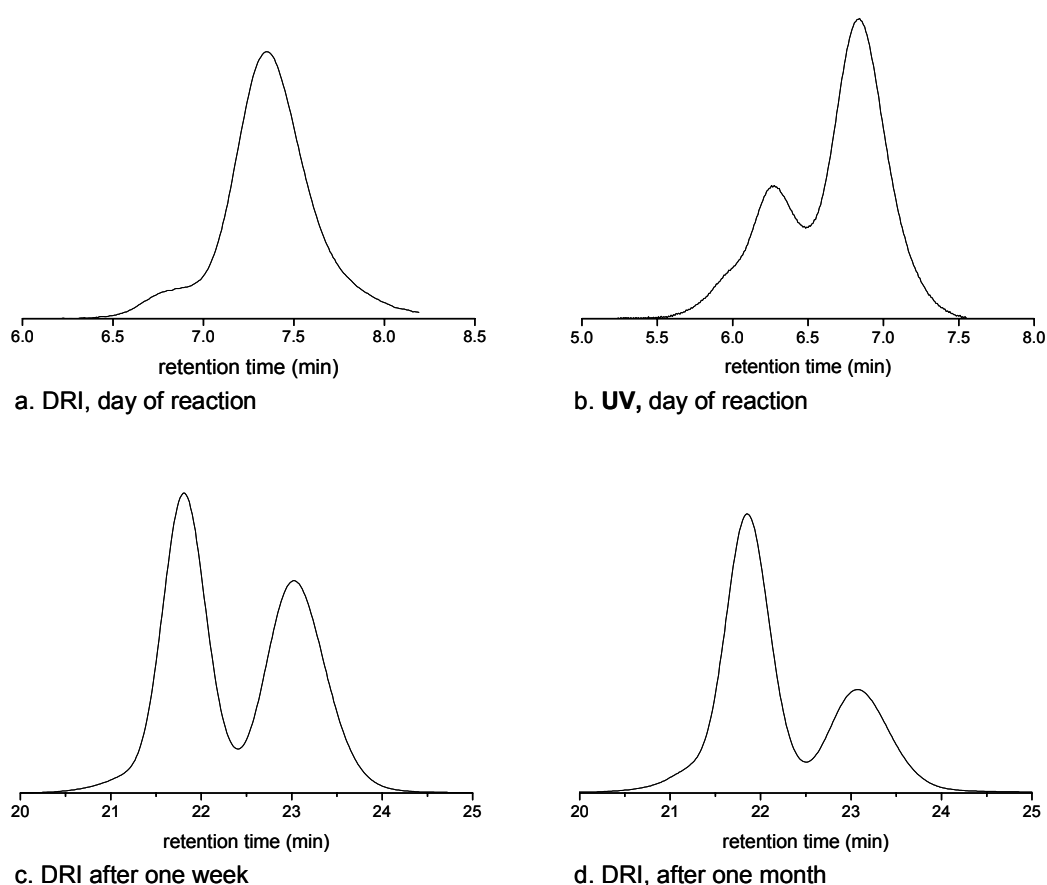 6.0 6.5 7.0 7.5 8.0 8.5
retention time (min)
a. DRI, day of reaction
5.0 5.5 6.0 6.5 7.0 7.5 8.0
retention time (min)
b. UV, day of reaction
20 21 22 23 24 25
retention time (min)
c. DRI after one week
20 21 22 23 24 25
retention time (min)
d. DRI, after one month